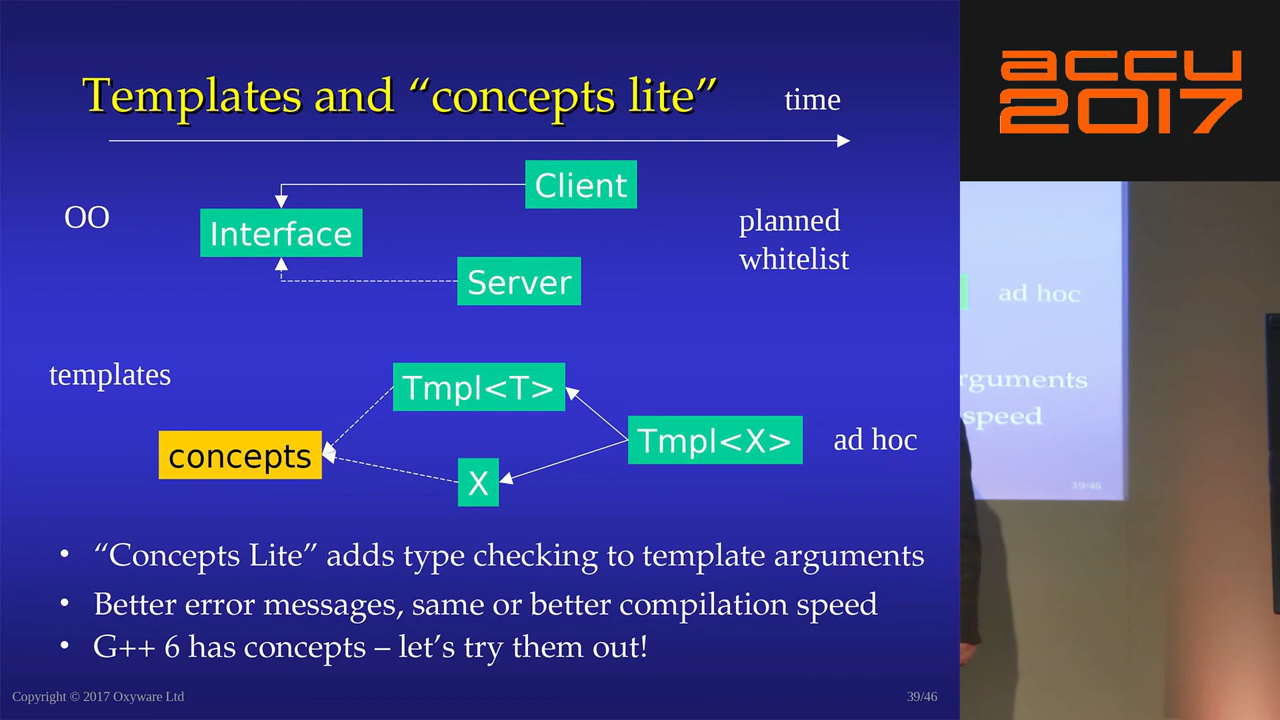 Templates and “concepts lite”
time
OO
Client
Interface
Server
planned
whitelist
templates
Tmpl<T>
concepts
X
Tmpl<X>
ad hoc
• “Concepts Lite” adds type checking to template arguments
• Better error messages, same or better compilation speed
• G++ 6 has concepts – let’s try them out!
Copyright © 2017 Oxyware Ltd
39/46
accu
2017
ad hoc
rguments
speed
39/46